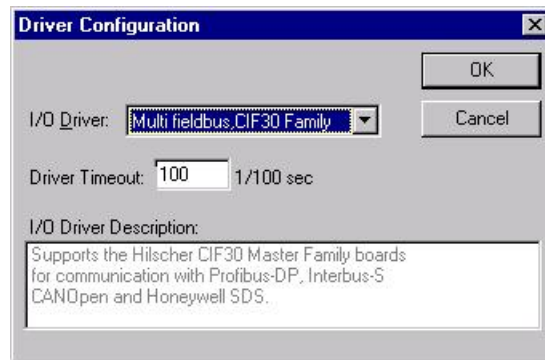 Driver Configuration
OK
I/O Driver: Multi fieldbus,CIF30 Family
Cancel
Driver Timeout: 100 1/100 sec
I/O Driver Description:
Supports the Hilscher CIF30 Master Family boards
for communication with Profibus-DP, Interbus-S
CANOpen and Honeywell SDS.